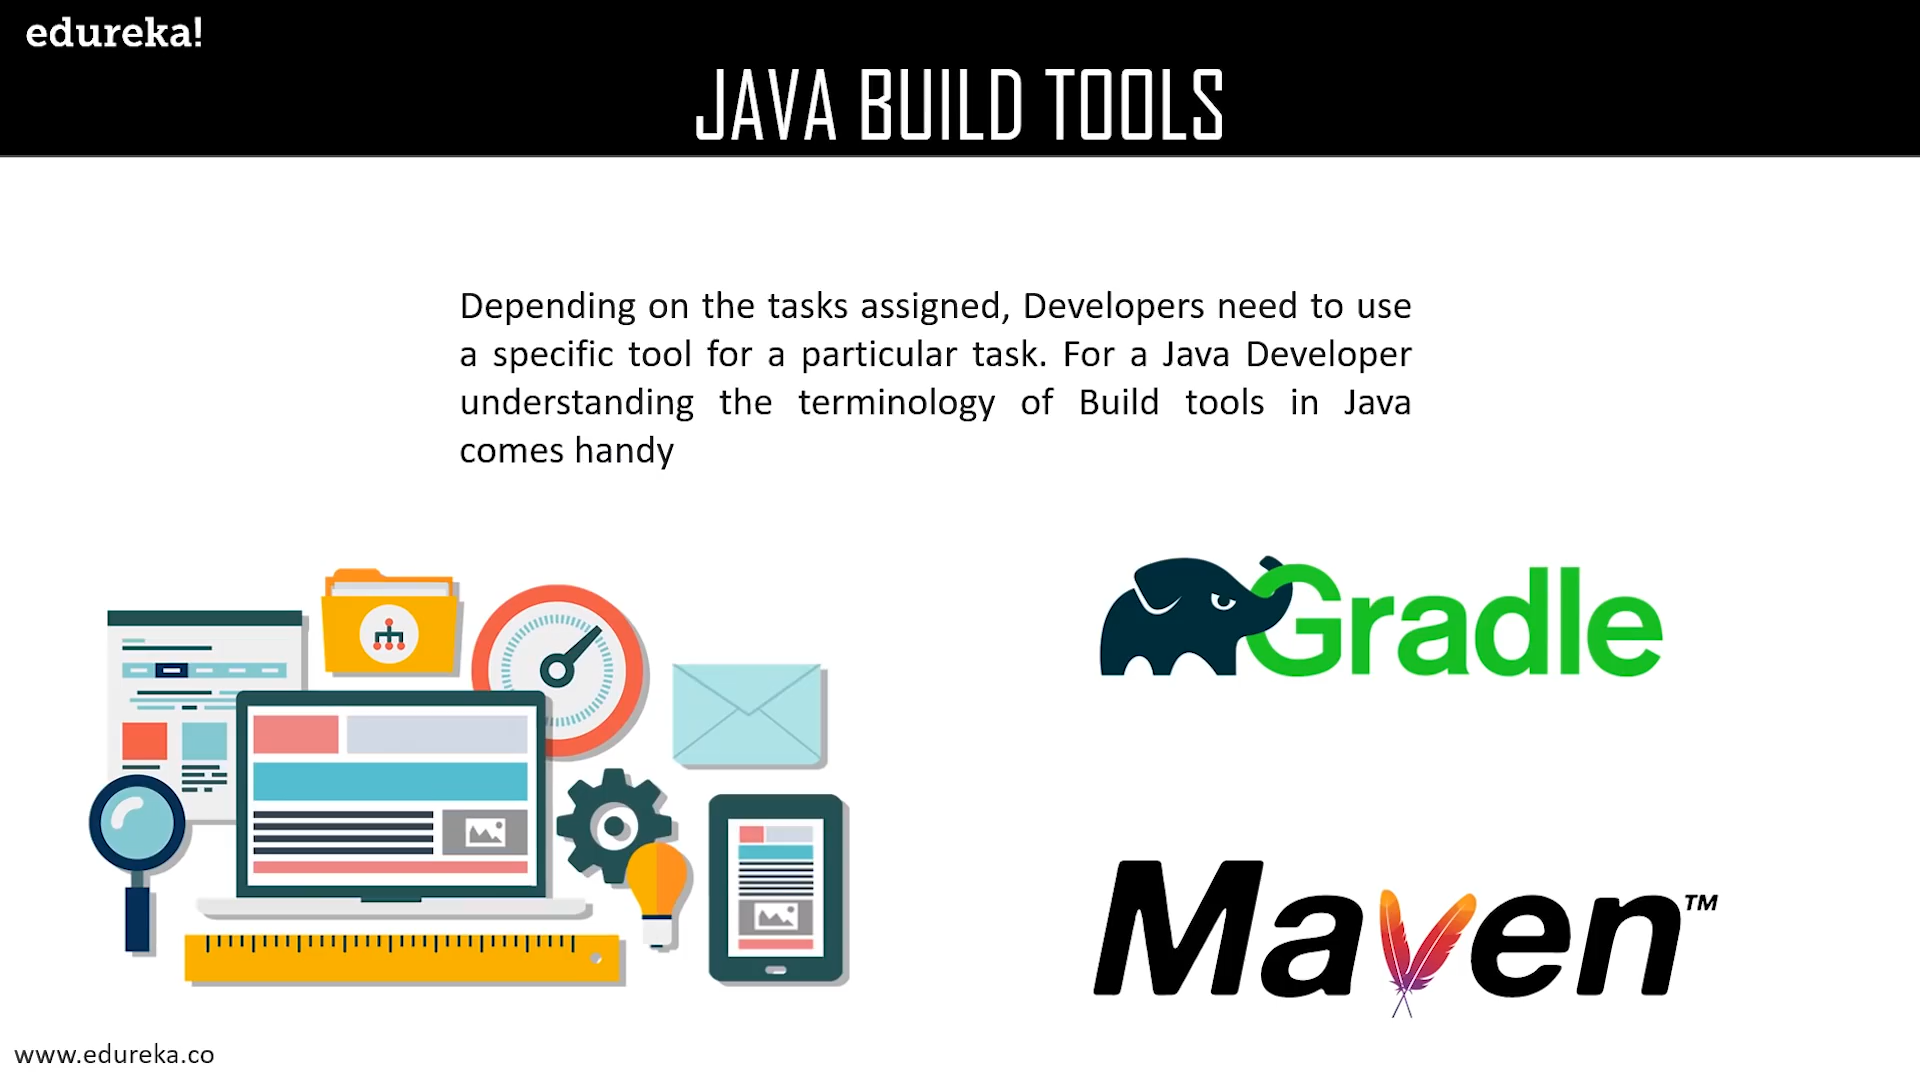 edureka!
JAVA BUILD TOOLS
Depending on the tasks assigned, Developers need to use
a specific tool for a particular task. For a Java Developer
understanding the terminology of Build tools in Java
comes handy
Gradle
Maven™
www.edureka.co